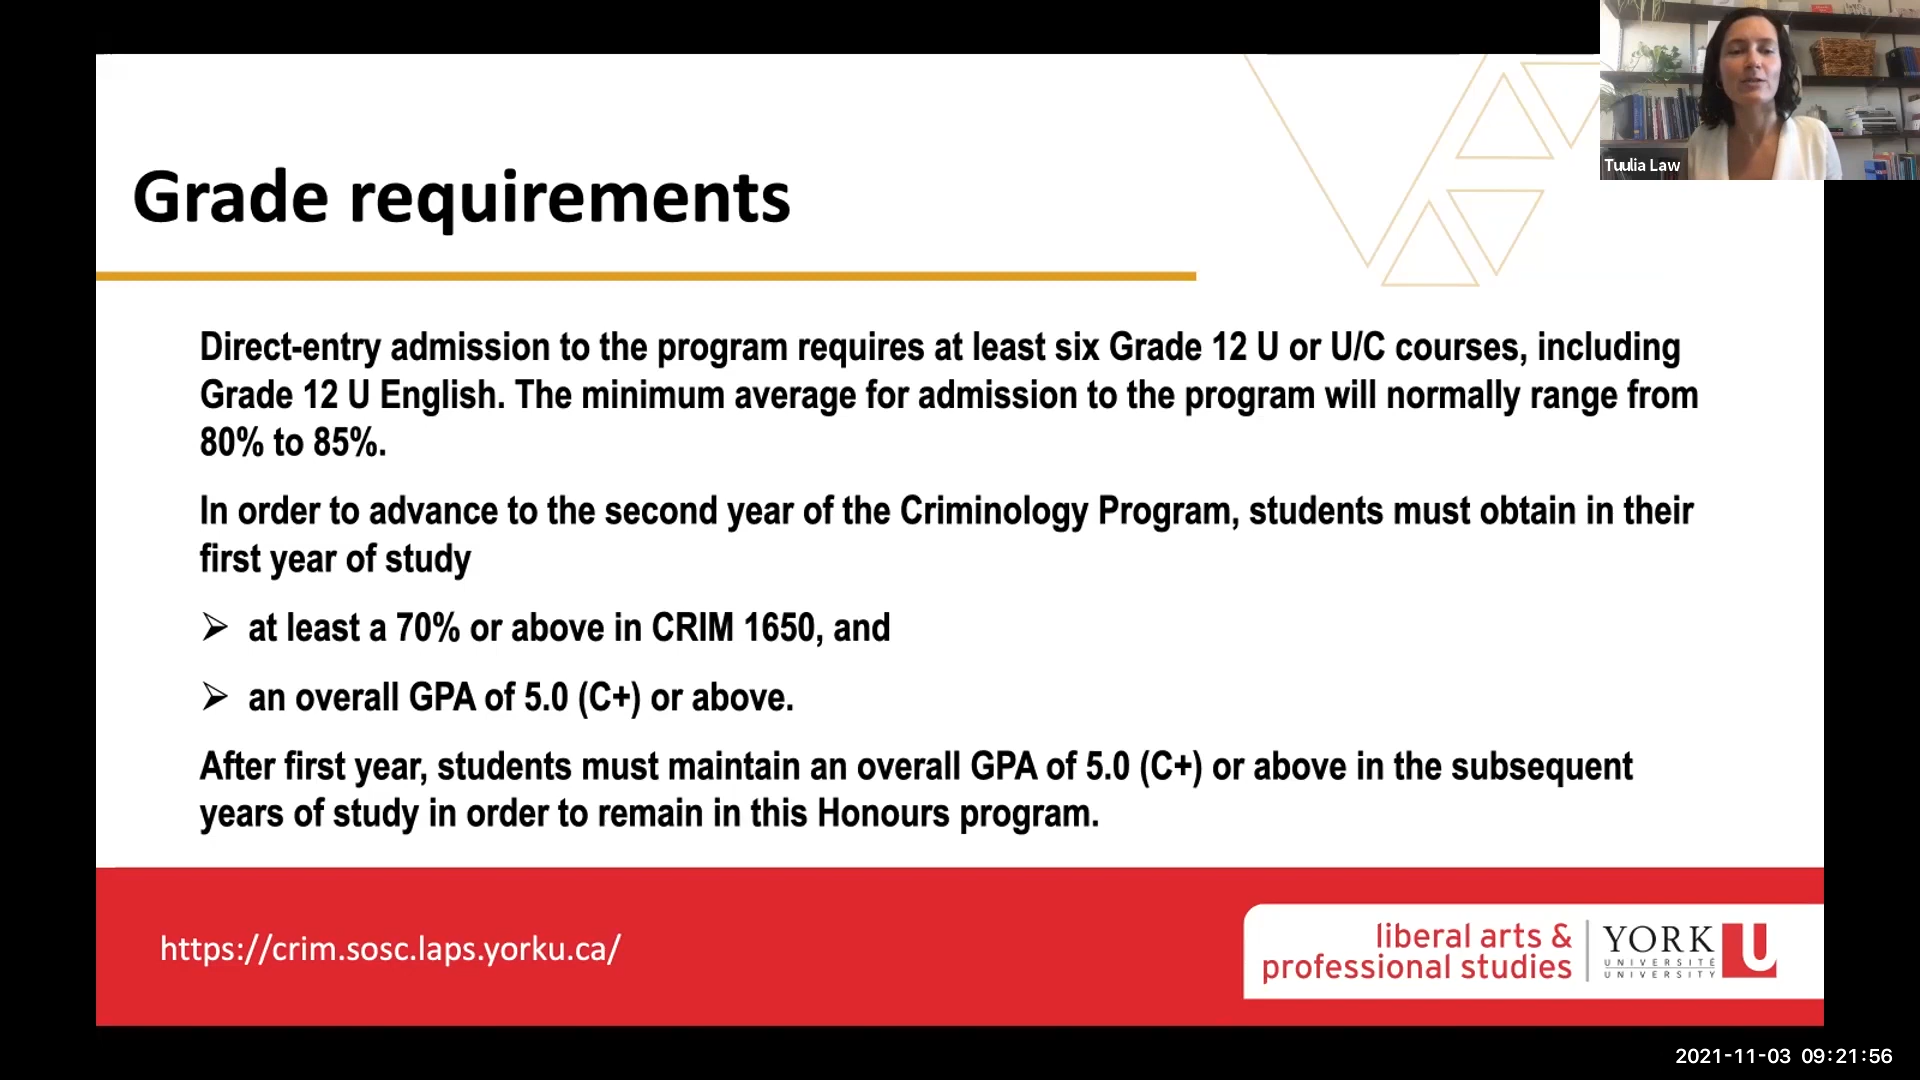 Tuulia Law
Grade requirements
Direct-entry admission to the program requires at least six Grade 12 U or U/C courses, including
Grade 12 U English. The minimum average for admission to the program will normally range from
80% to 85%.
In order to advance to the second year of the Criminology Program, students must obtain in their
first year of study
➢ at least a 70% or above in CRIM 1650, and
➢ an overall GPA of 5.0 (C+) or above.
After first year, students must maintain an overall GPA of 5.0 (C+) or above in the subsequent
years of study in order to remain in this Honours program.
https://crim.sosc.laps.yorku.ca/
liberal arts &
professional studies
YORK
UNIVERSITÉ
UNIVERSITY
U
2021-11-03 09:21:56